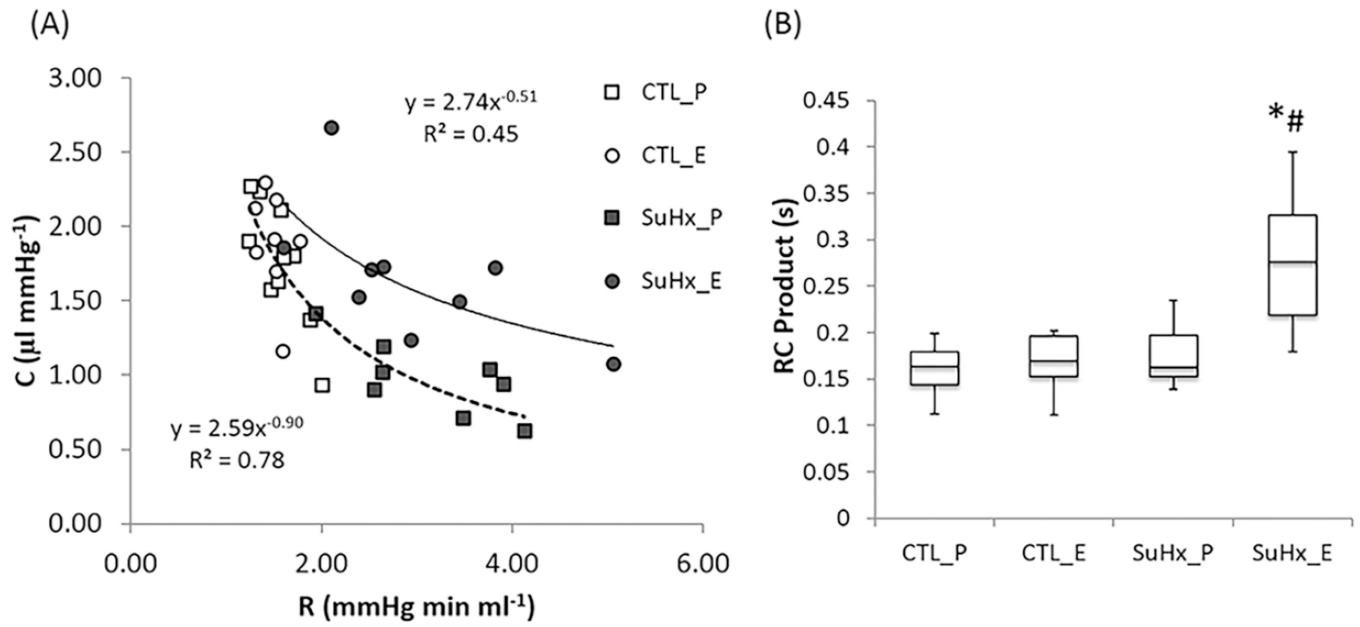 (A)
3.00
2.50
2.00
1.50
1.00
0.50
0.00
C (µl mmHg⁻¹)
y = 2.74x⁻⁰·⁵¹
R² = 0.45
y = 2.59x⁻⁰·⁹⁰
R² = 0.78
CTL_P
CTL_E
SuHx_P
SuHx_E
0.00 2.00 4.00 6.00
R (mmHg min ml⁻¹)
(B)
0.45
0.4
0.35
0.3
0.25
0.2
0.15
0.1
0.05
0
RC Product (s)
*#
CTL_P CTL_E SuHx_P SuHx_E